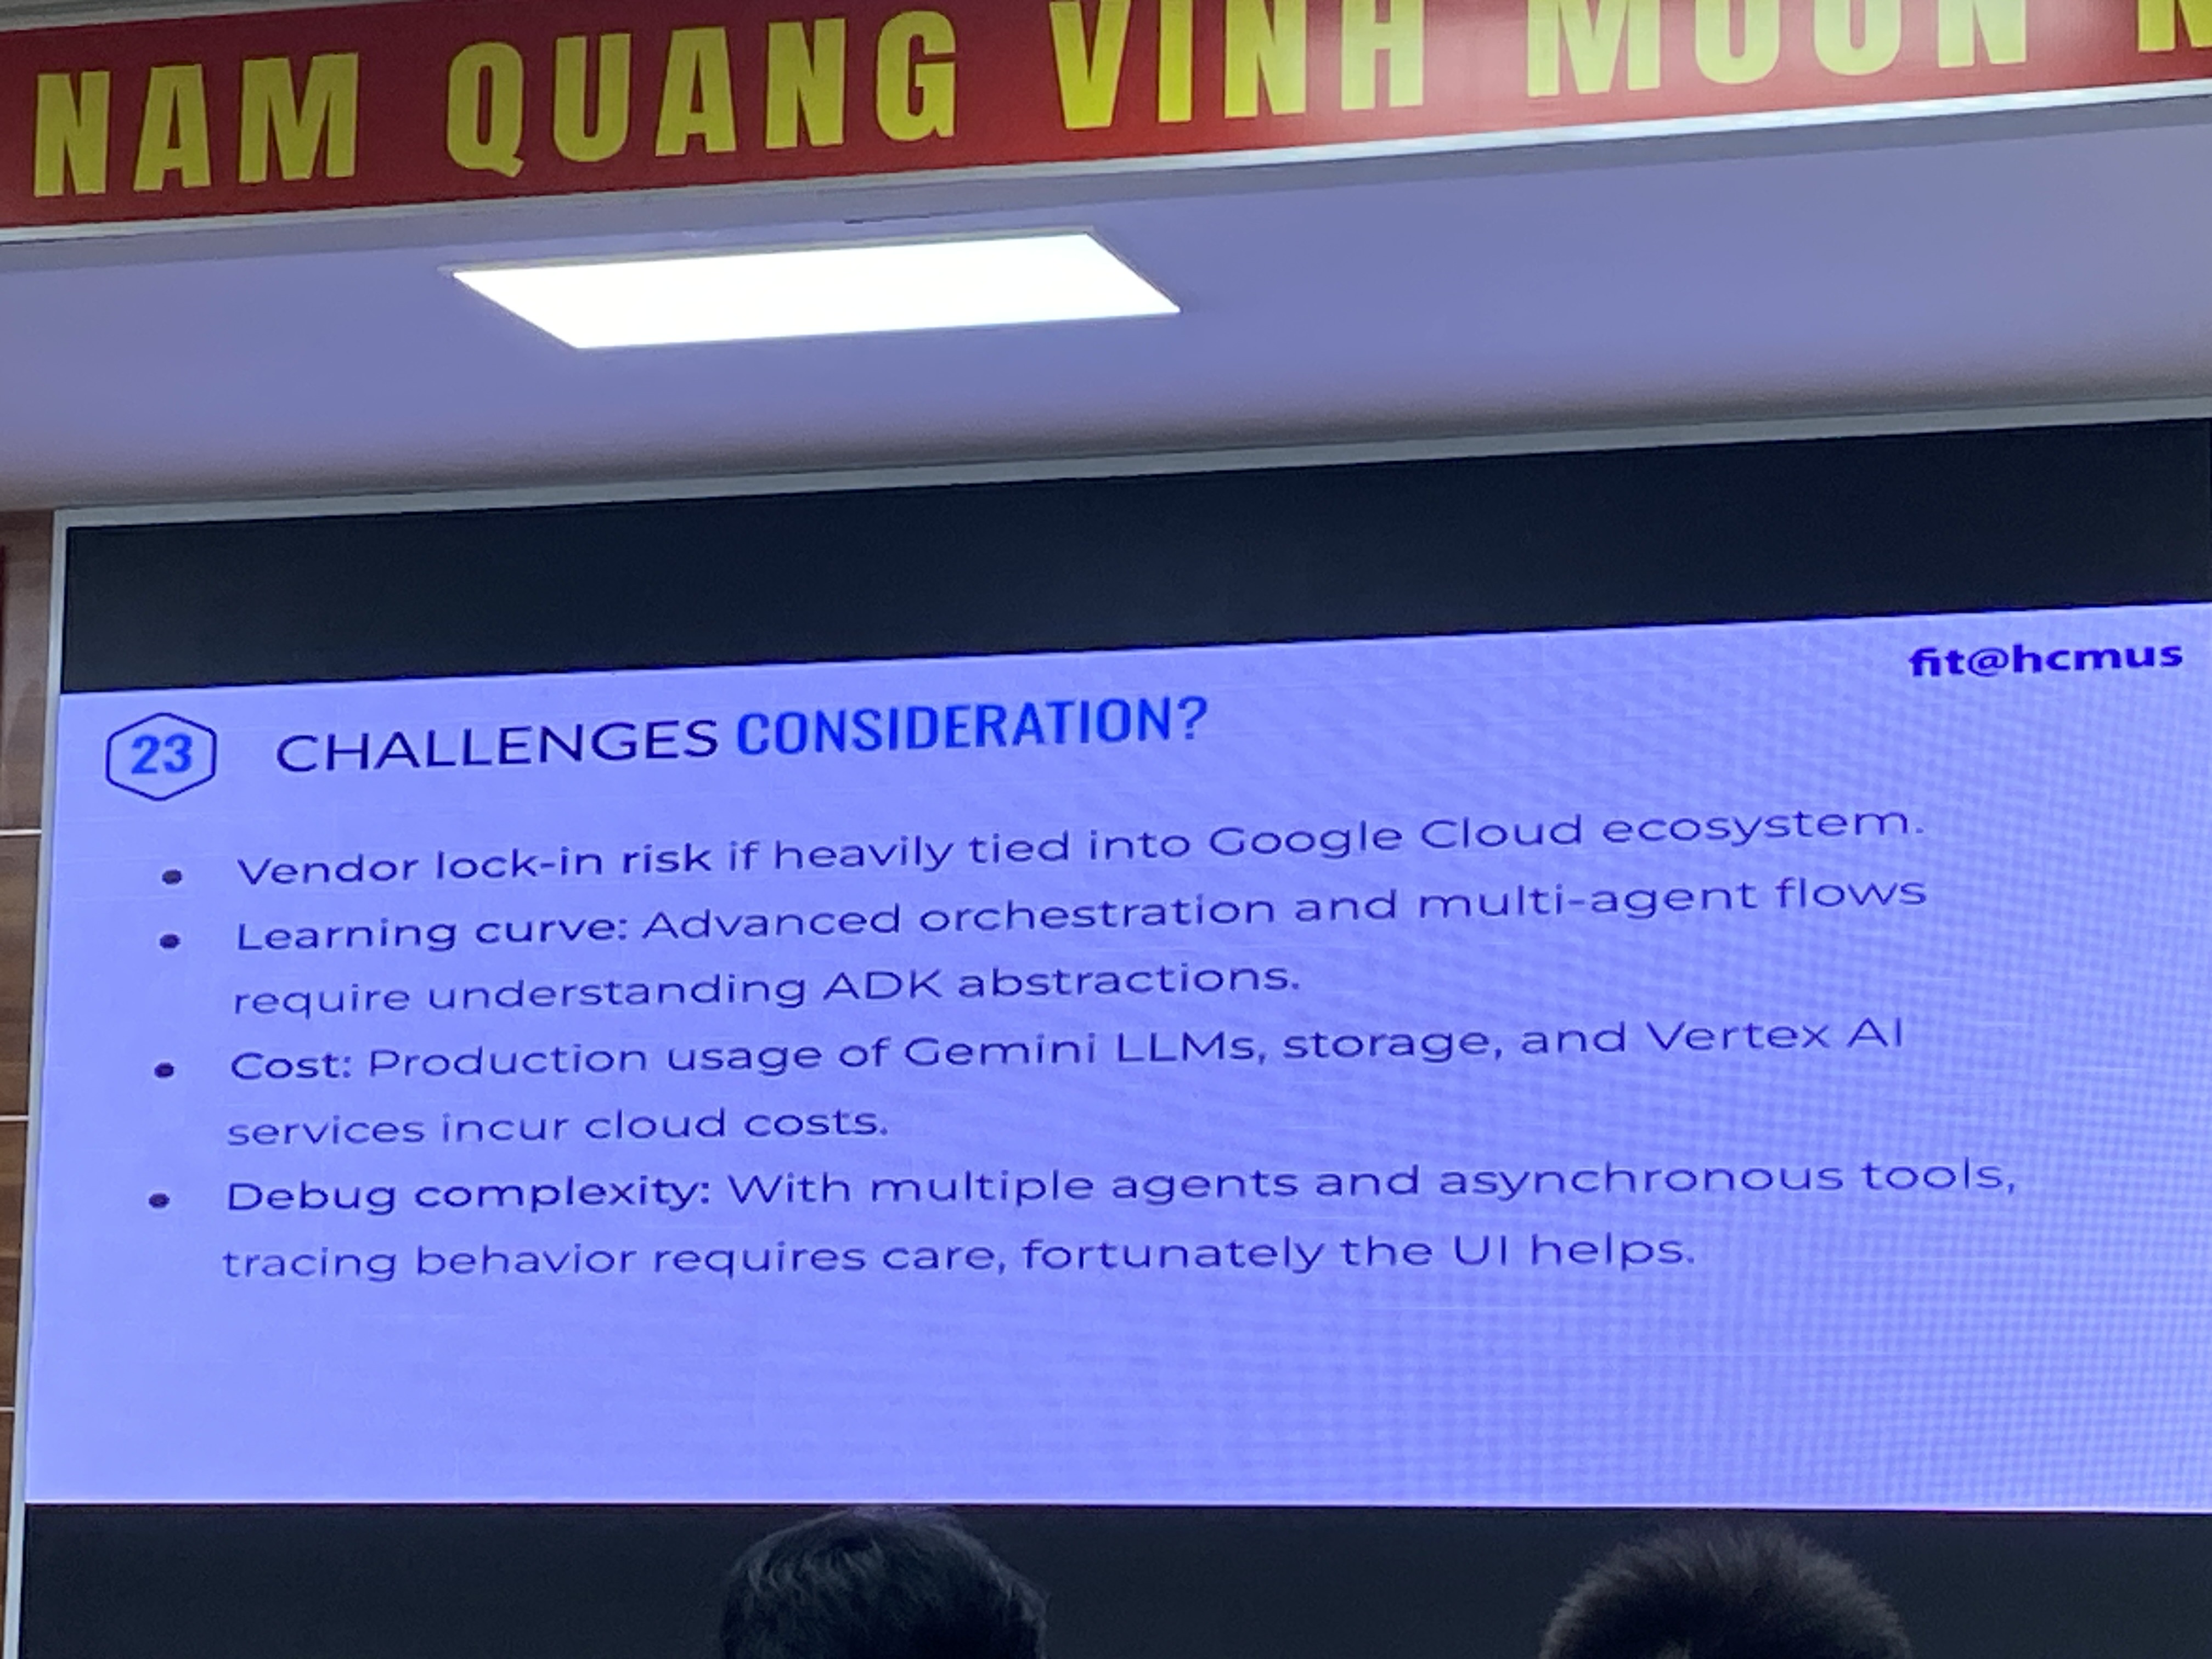 NAM QUANG VINH MUÔN N
fit@hcmus
23 CHALLENGES CONSIDERATION?
• Vendor lock-in risk if heavily tied into Google Cloud ecosystem.
• Learning curve: Advanced orchestration and multi-agent flows
require understanding ADK abstractions.
• Cost: Production usage of Gemini LLMs, storage, and Vertex AI
services incur cloud costs.
• Debug complexity: With multiple agents and asynchronous tools,
tracing behavior requires care, fortunately the UI helps.